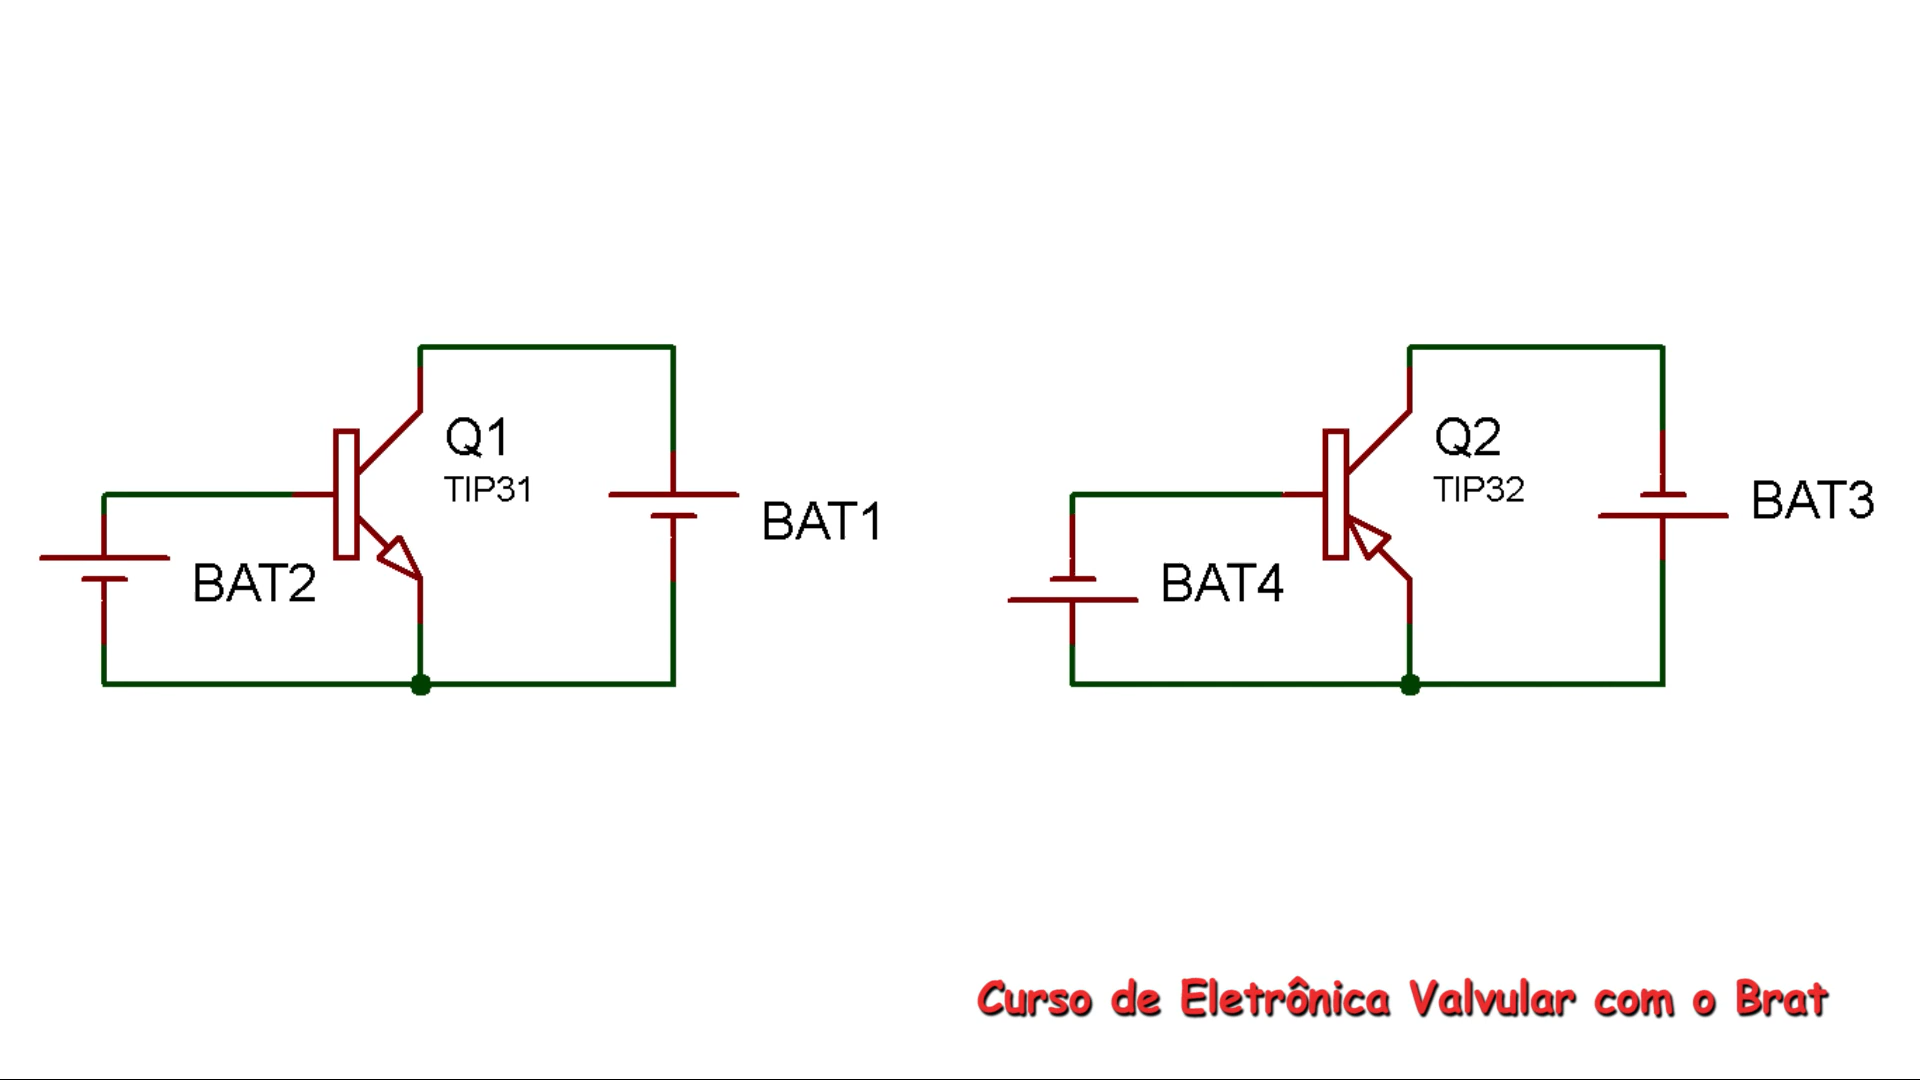 Q1
TIP31
BAT1
BAT2
Q2
TIP32
BAT3
BAT4
Curso de Eletrônica Valvular com o Brat